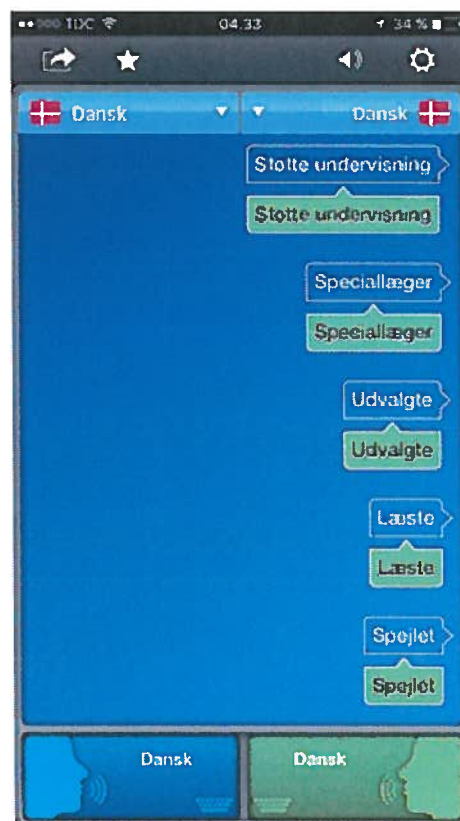 TDC 04.33 34 %
Dansk Dansk
Støtte undervisning
Støtte undervisning
Speciallæger
Speciallæger
Udvalgte
Udvalgte
Læste
Læste
Spejlet
Spejlet
Dansk Dansk